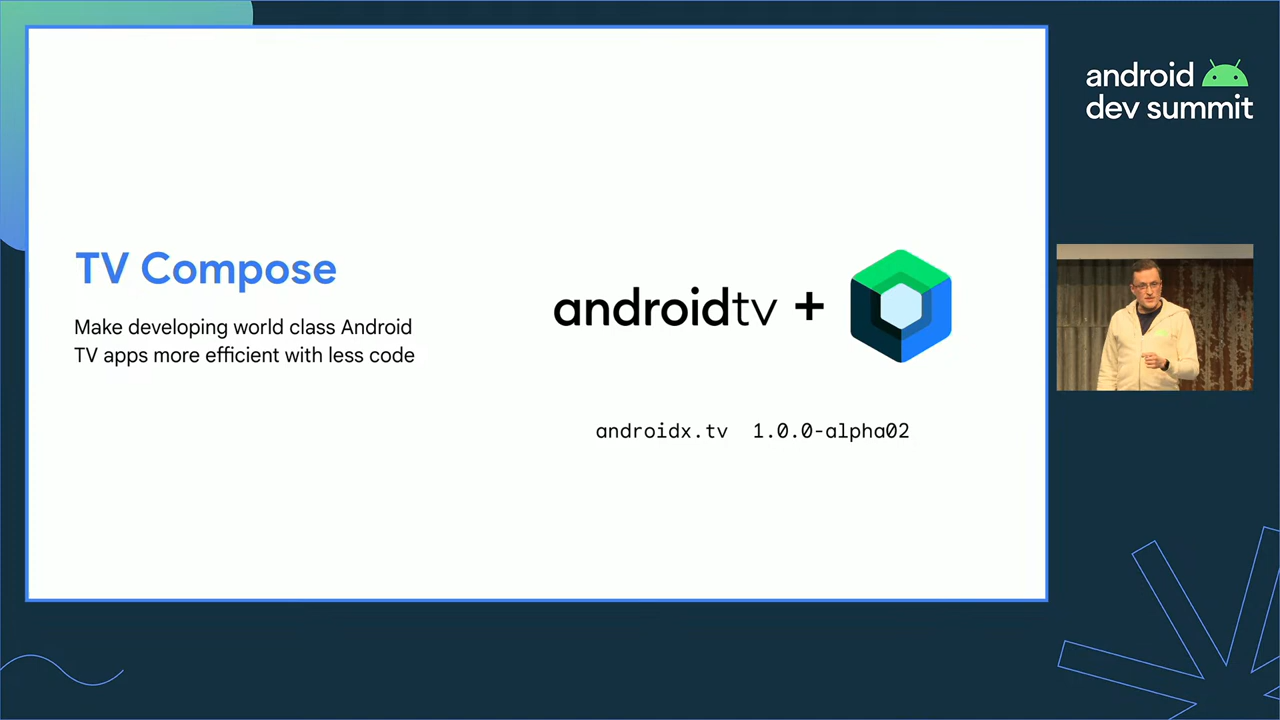 TV Compose
Make developing world class Android
TV apps more efficient with less code
androidtv +
androidx.tv 1.0.0-alpha02
android
dev summit